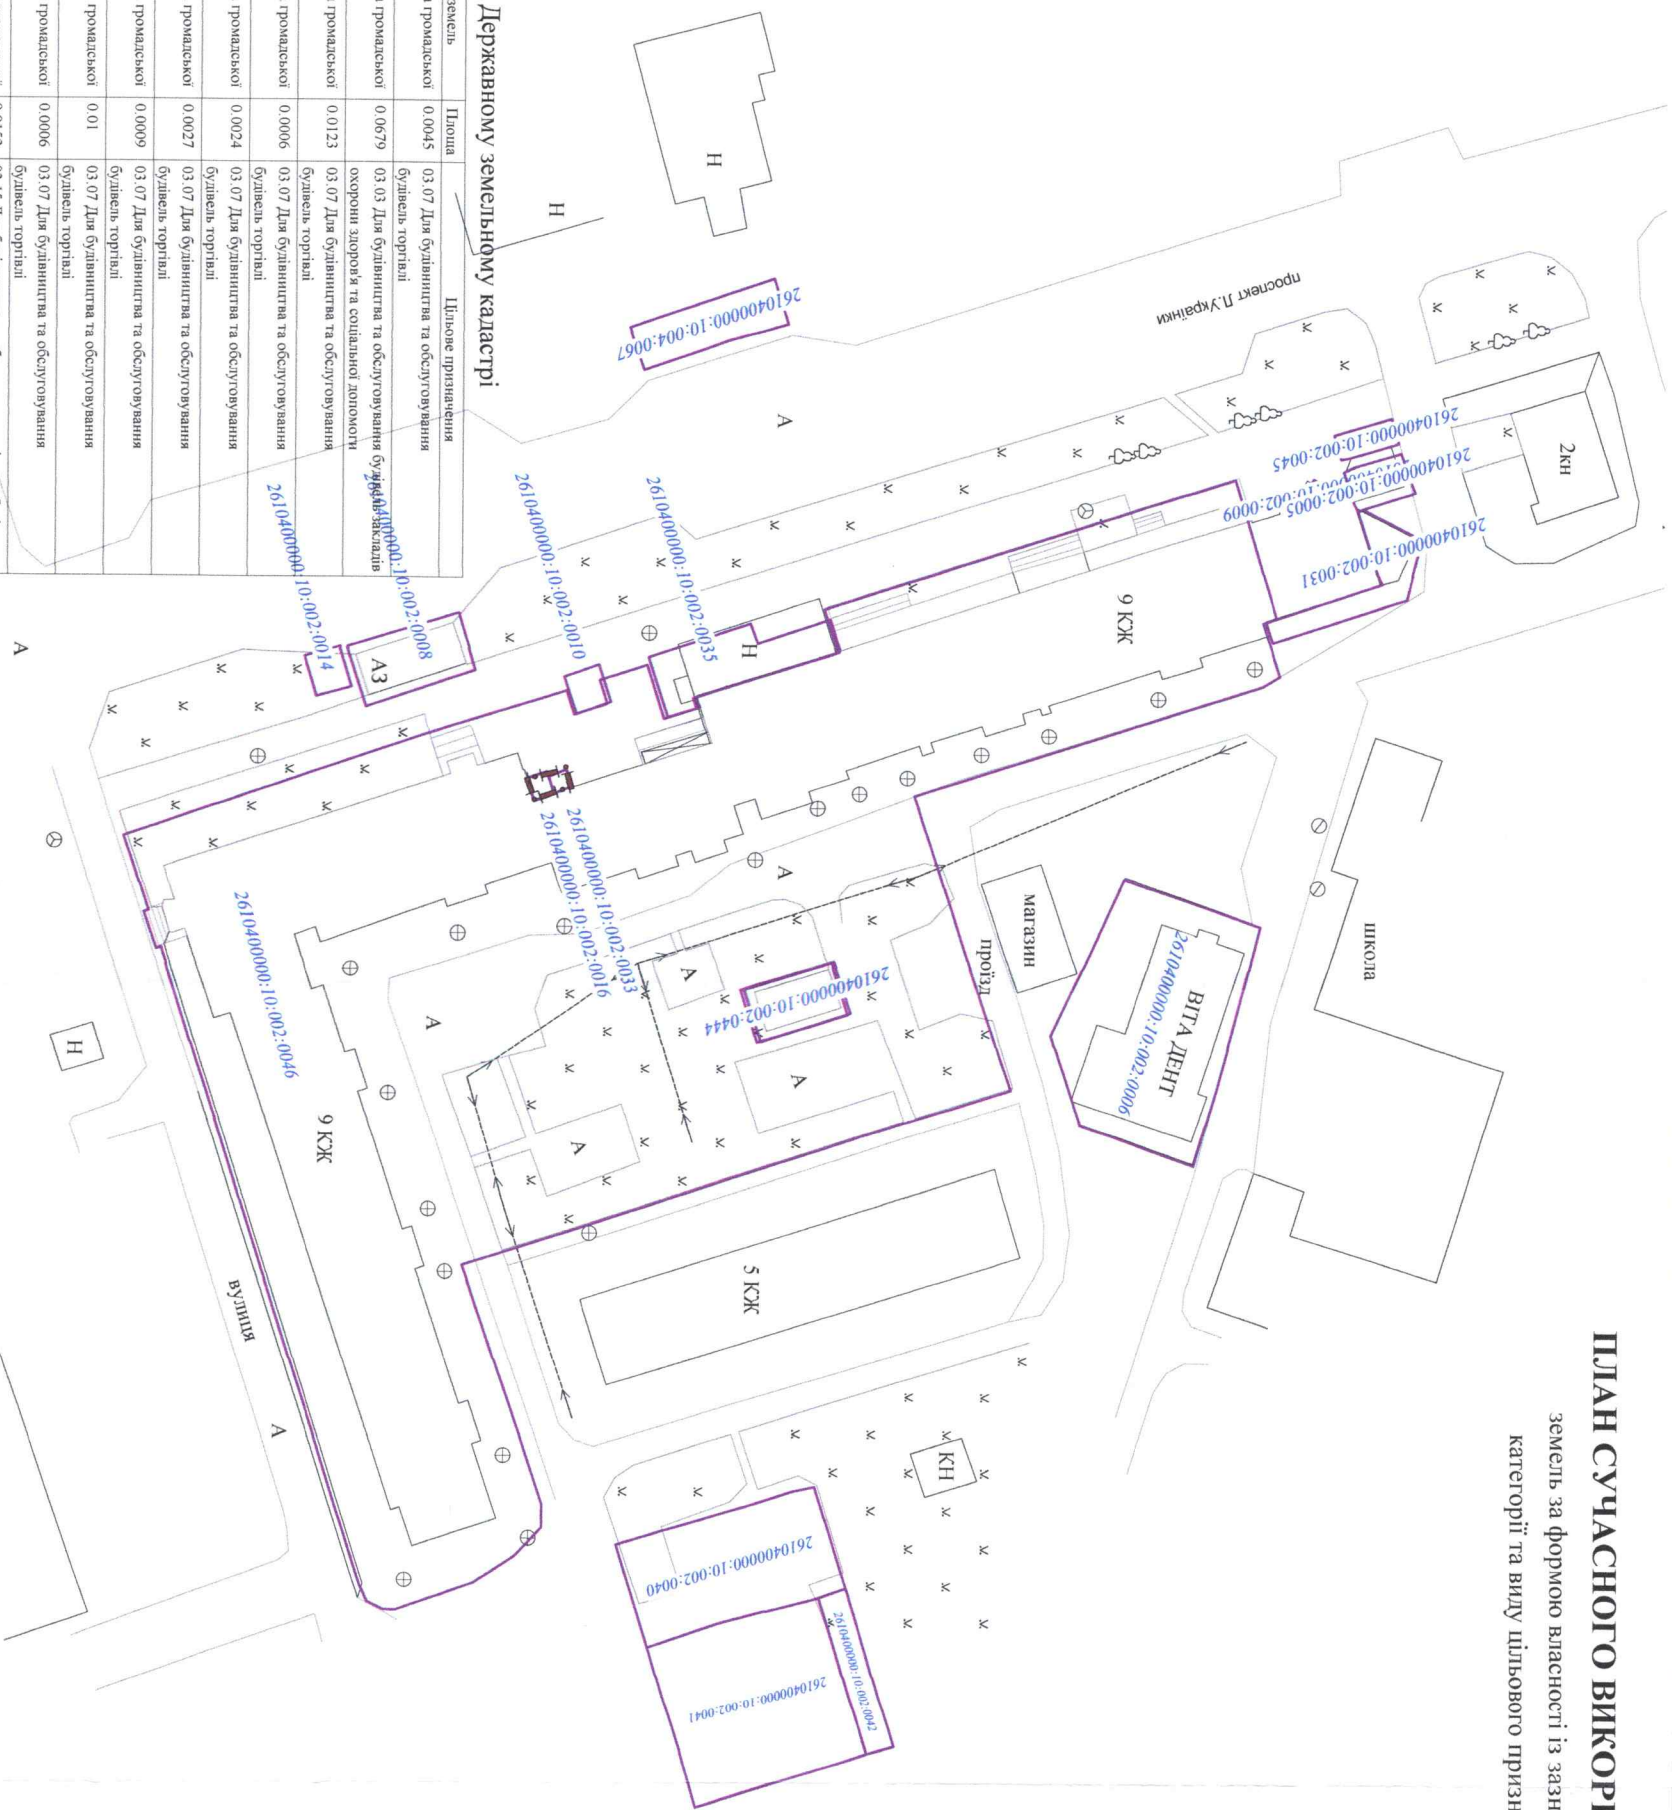 ПЛАН СУЧАСНОГО
земель за формою власності із
категорії та виду цільового
Державному земельному кадастрі
земель
Площа
Цільове призначення
громадської
0.0045
03.07 Для будівництва та обслуговування
будівель торгівлі
громадської
0.0679
03.03 Для будівництва та обслуговування будівель закладів
охорони здоров'я та соціальної допомоги
громадської
0.0123
03.07 Для будівництва та обслуговування
будівель торгівлі
громадської
0.0006
03.07 Для будівництва та обслуговування
будівель торгівлі
громадської
0.0024
03.07 Для будівництва та обслуговування
будівель торгівлі
громадської
0.0027
03.07 Для будівництва та обслуговування
будівель торгівлі
громадської
0.0009
03.07 Для будівництва та обслуговування
будівель торгівлі
громадської
0.01
03.07 Для будівництва та обслуговування
будівель торгівлі
громадської
0.0006
03.07 Для будівництва та обслуговування
будівель торгівлі
2кн
проспект Л.Українки
школа
магазин
проїзд
ВІТА ДЕНТ
2610400000:10:002:0006
2610400000:10:002:0045
2610400000:10:002:0005
2610400000:10:002:0009
2610400000:10:002:0031
2610400000:10:004:0067
Н
Н
А
9 КЖ
2610400000:10:002:0035
2610400000:10:002:0010
2610400000:10:002:0008
2610400000:10:002:0014
Н
АЗ
А
А
2610400000:10:002:0444
А
А
А
2610400000:10:002:0033
2610400000:10:002:0016
2610400000:10:002:0046
А
9 КЖ
5 КЖ
КН
Н
вулиця
А
2610400000:10:002:0040
2610400000:10:002:0042
2610400000:10:002:0041